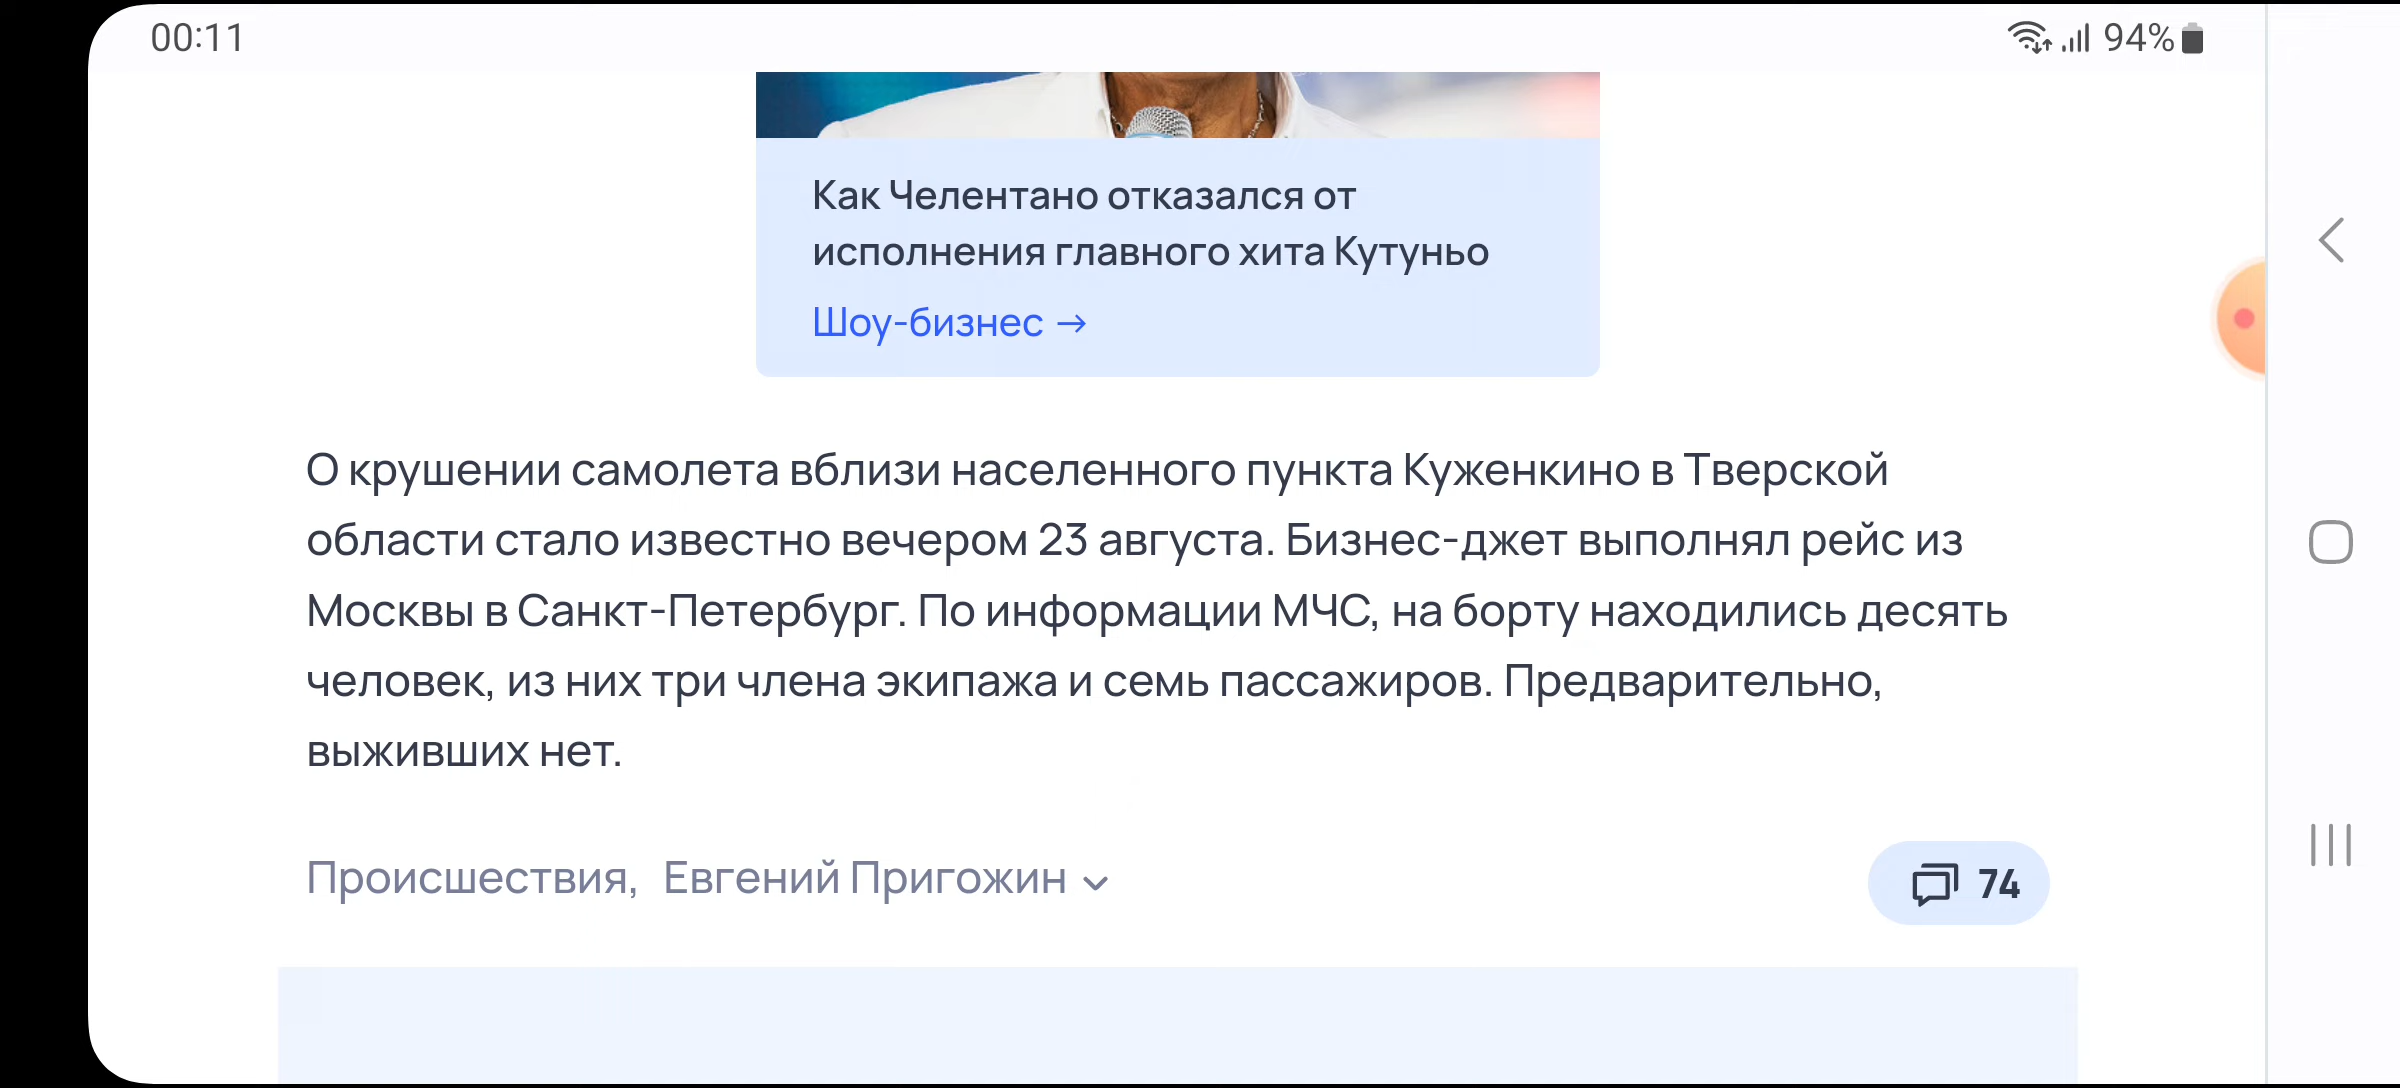 00:11
94%
Как Челентано отказался от
исполнения главного хита Кутуньо
Шоу-бизнес →
О крушении самолета вблизи населенного пункта Куженкино в Тверской
области стало известно вечером 23 августа. Бизнес-джет выполнял рейс из
Москвы в Санкт-Петербург. По информации МЧС, на борту находились десять
человек, из них три члена экипажа и семь пассажиров. Предварительно,
выживших нет.
Происшествия, Евгений Пригожин
74